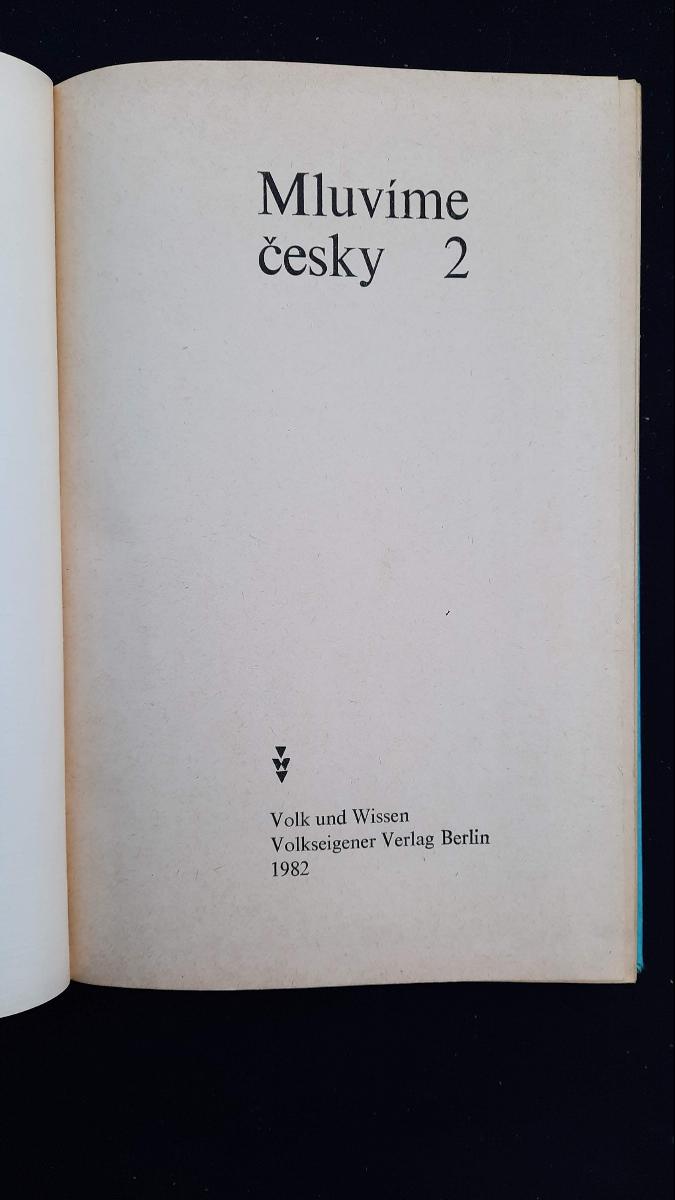 Mluvíme
česky 2
Volk und Wissen
Volkseigener Verlag Berlin
1982